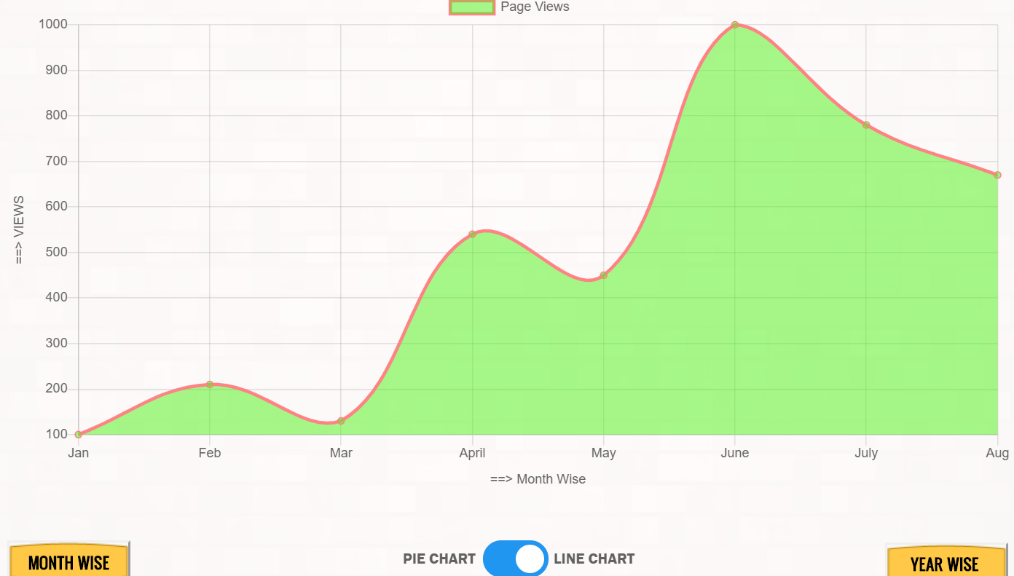 Page Views
1000
900
800
700
600
500
400
300
200
100
==> VIEWS
Jan Feb Mar April May June July Aug
==> Month Wise
MONTH WISE
PIE CHART LINE CHART
YEAR WISE